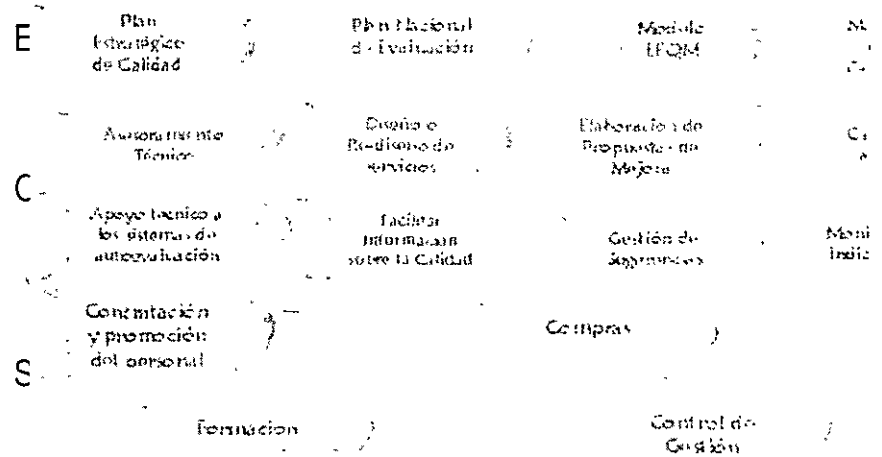 E
Plan
Estratégico
de Calidad
Plan Nacional
de Evaluación
Modelo
EFQM
Asesoramiento
Técnico
Diseño o
Re-diseño de
servicios
Elaboración de
Propuestas de
Mejora
C
Apoyo técnico a
los sistemas de
autoevaluación
Facilitar
Información
sobre la Calidad
Gestión de
Sugerencias
Contratación
y promoción
del personal
Compras
S
Formación
Control de
Gestión